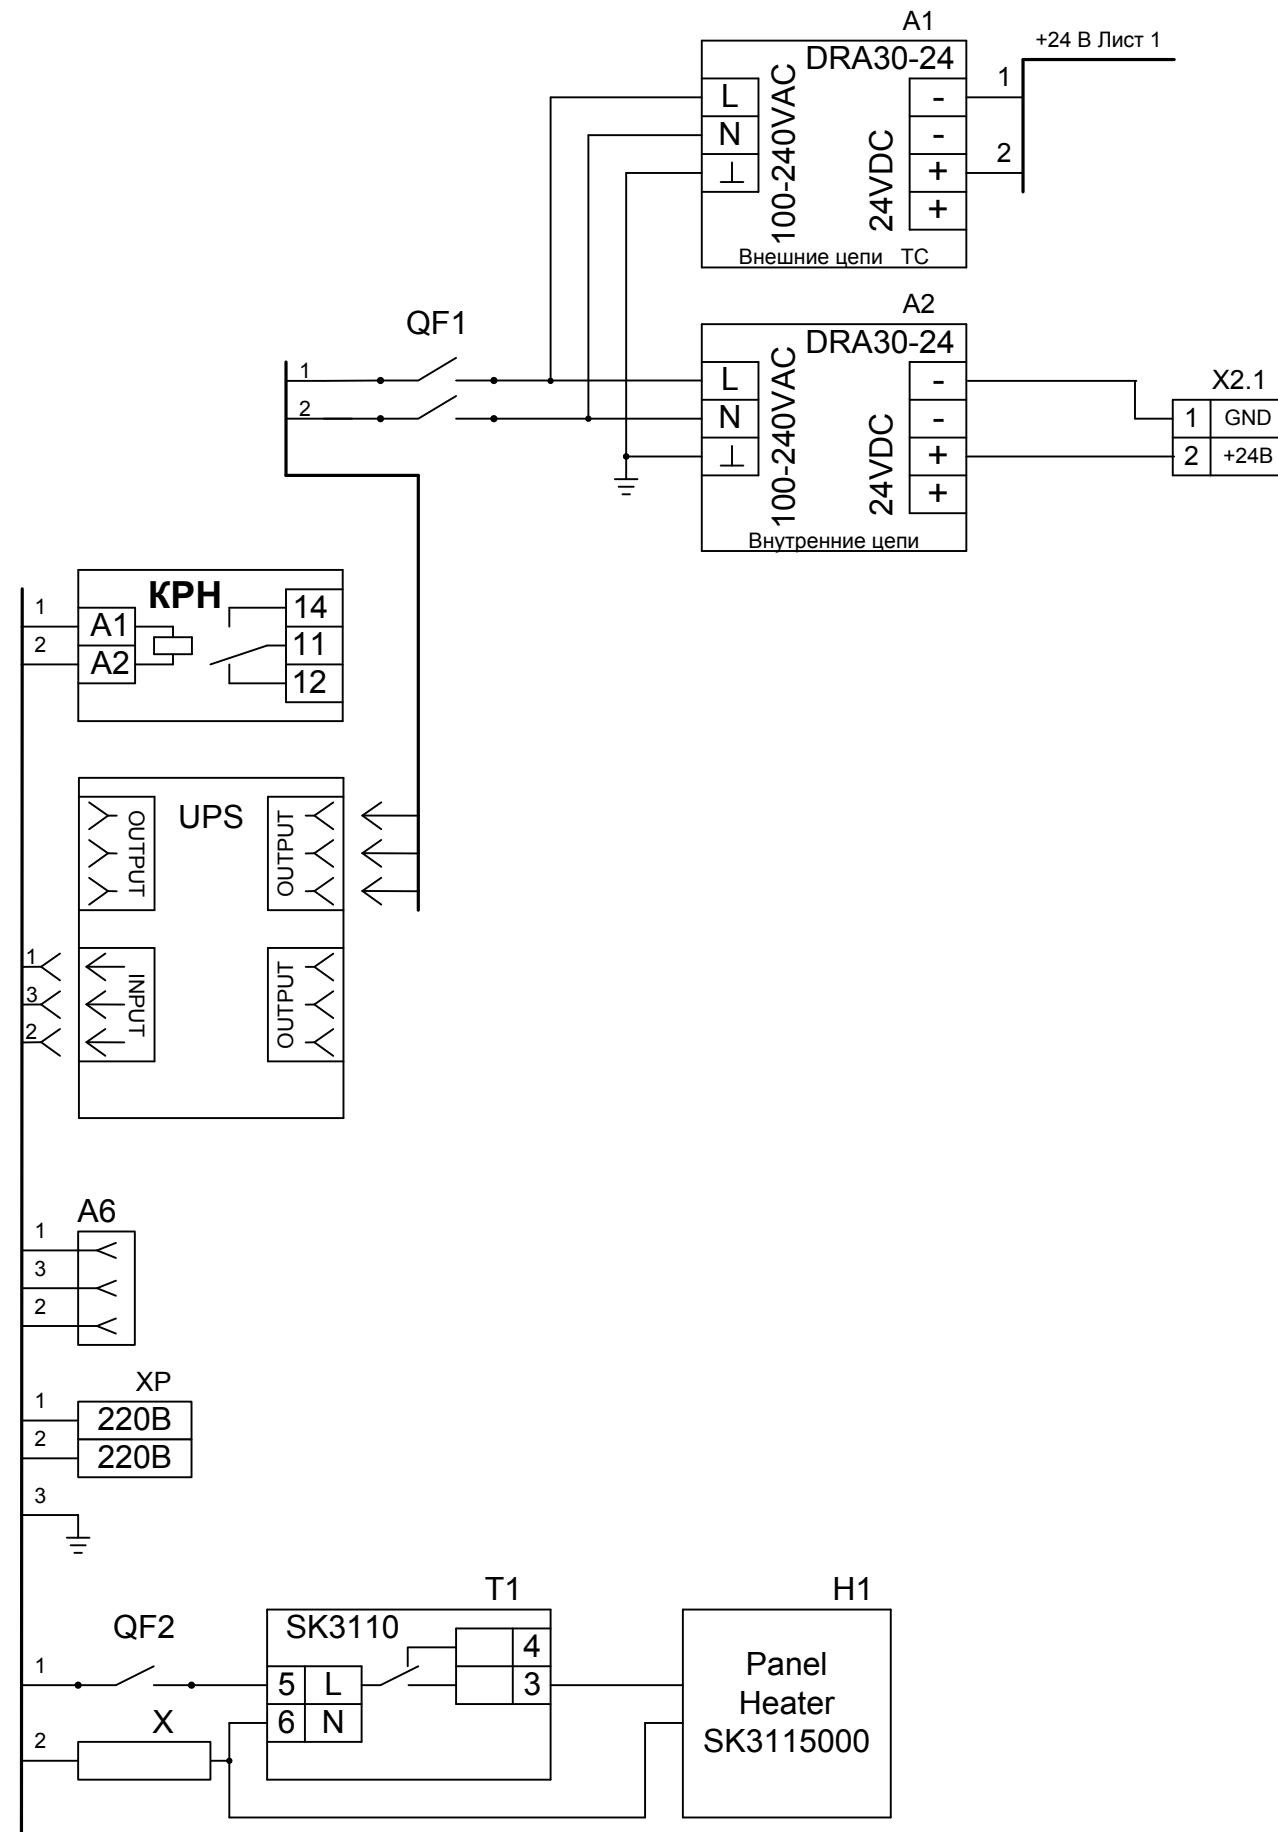 A1
+24 В Лист 1
DRA30-24
L
N
⊥
100-240VAC
24VDC
-
-
+
+
1
2
Внешние цепи ТС
QF1
1
2
A2
DRA30-24
L
N
⊥
100-240VAC
24VDC
-
-
+
+
Внутренние цепи
X2.1
1 GND
2 +24В
КРН
1
2
A1
A2
14
11
12
UPS
OUTPUT
OUTPUT
INPUT
OUTPUT
1
3
2
A6
1
3
2
XP
1
220В
2
220В
3
T1
H1
QF2
SK3110
1
5 L
6 N
4
3
X
2
Panel
Heater
SK3115000